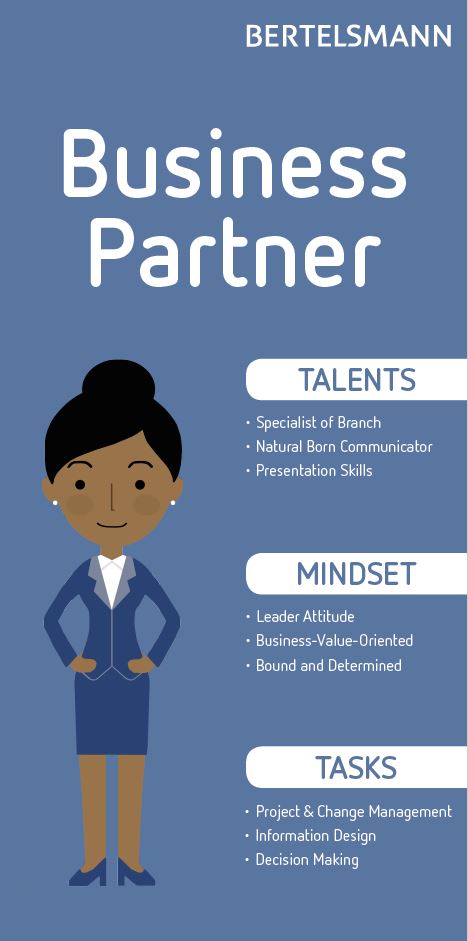 BERTELSMANN
Business
Partner
TALENTS
• Specialist of Branch
• Natural Born Communicator
• Presentation Skills
MINDSET
• Leader Attitude
• Business-Value-Oriented
• Bound and Determined
TASKS
• Project & Change Management
• Information Design
• Decision Making